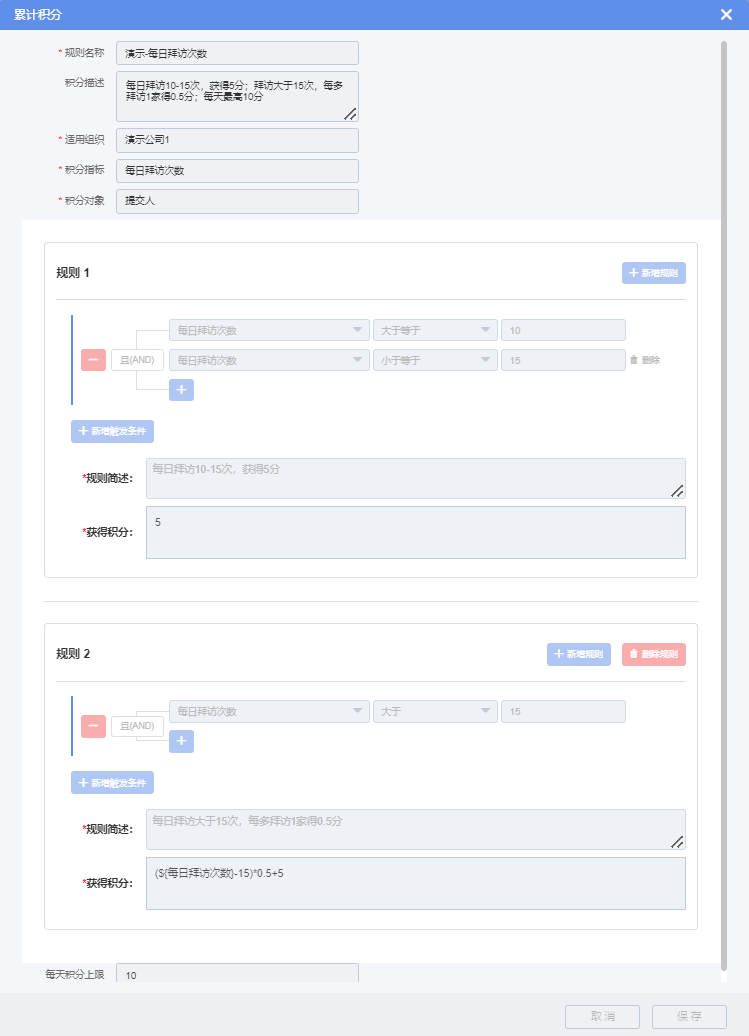 累计积分
*规则名称 演示-每日拜访次数
积分描述 每日拜访10-15次，获得5分；拜访大于15次，每多
拜访1家得0.5分；每天最高10分
*适用组织 演示公司1
*积分指标 每日拜访次数
*积分对象 提交人
规则 1 新增规则
每日拜访次数 大于等于 10
且(AND) 每日拜访次数 小于等于 15 删除
新增触发条件
*规则简述： 每日拜访10-15次，获得5分
*获得积分： 5
规则 2 新增规则 删除规则
每日拜访次数 大于 15
且(AND)
新增触发条件
*规则简述： 每日拜访大于15次，每多拜访1家得0.5分
*获得积分： (${每日拜访次数}-15)*0.5+5
每天积分上限 10
取 消 保 存